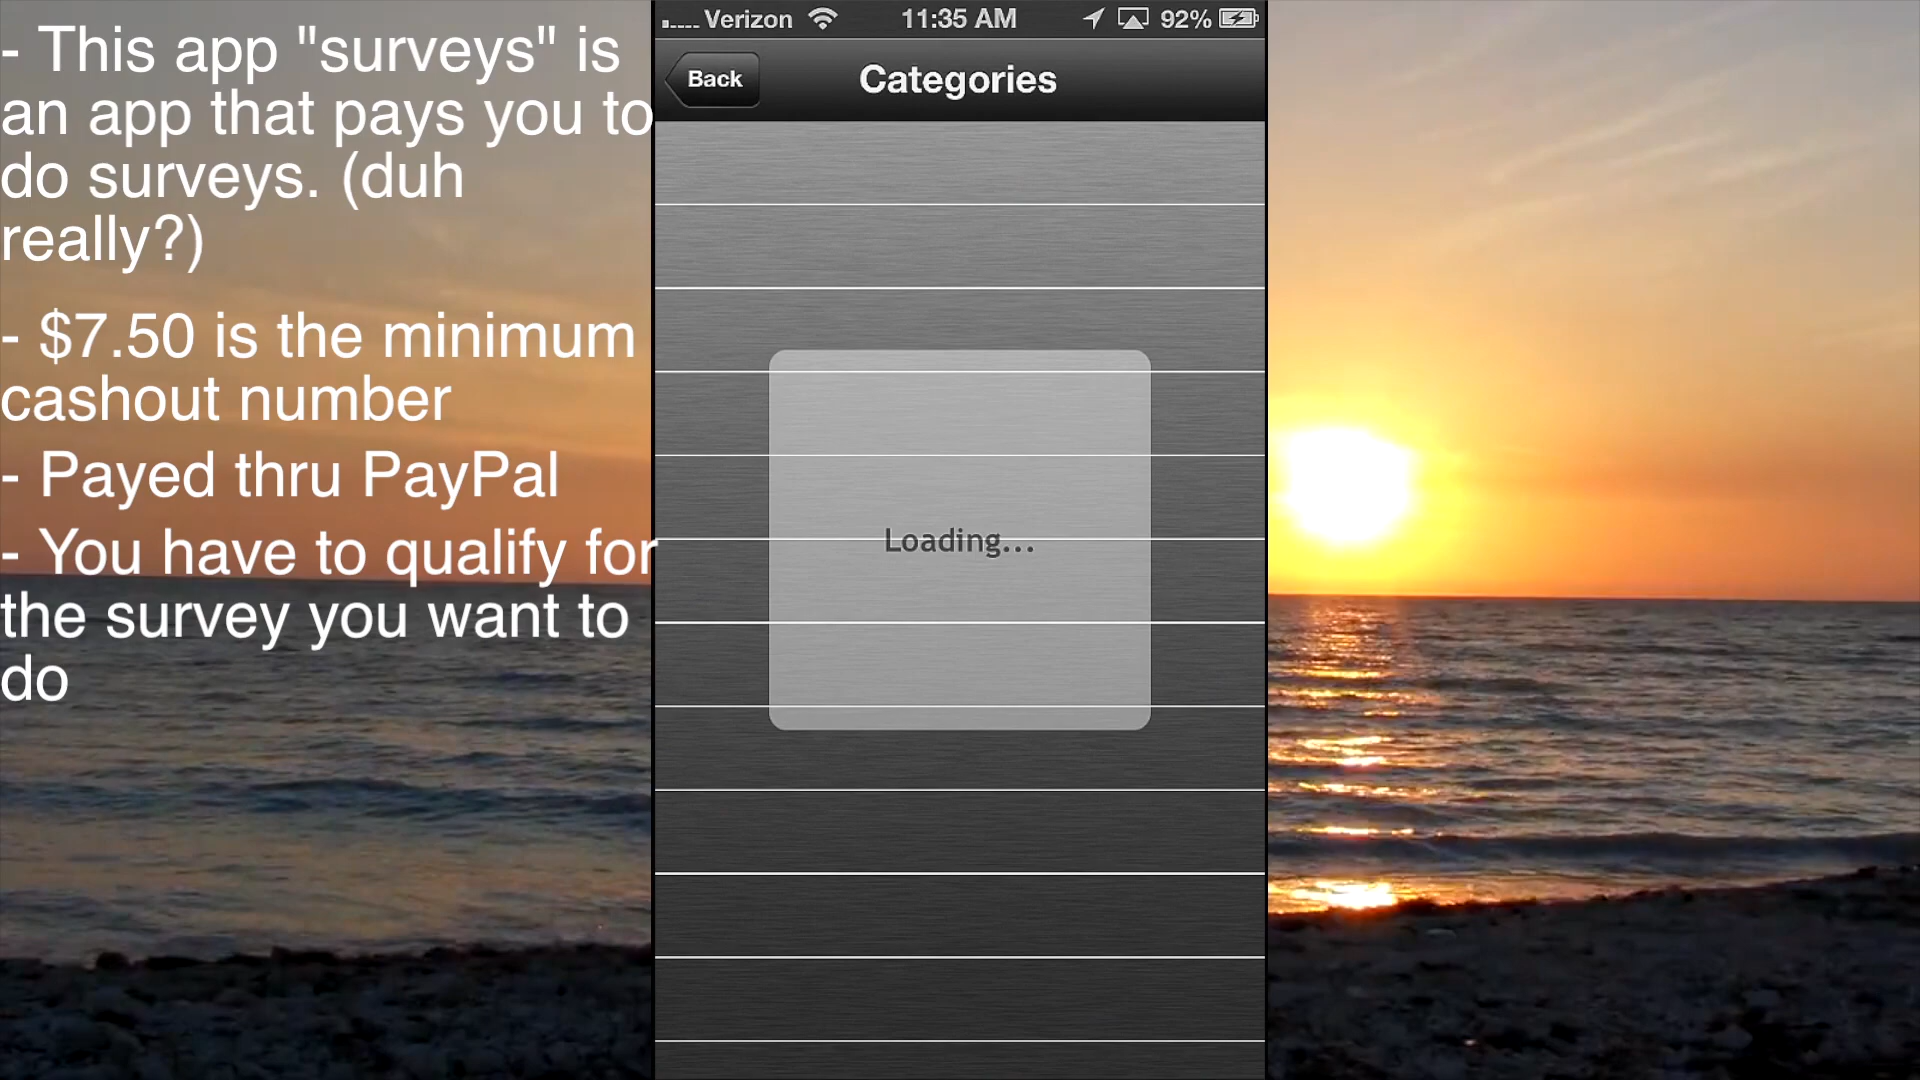 - This app "surveys" is
an app that pays you to
do surveys. (duh
really?)
- $7.50 is the minimum
cashout number
- Payed thru PayPal
- You have to qualify for
the survey you want to
do
Verizon 11:35 AM 92%
Back Categories
Loading...